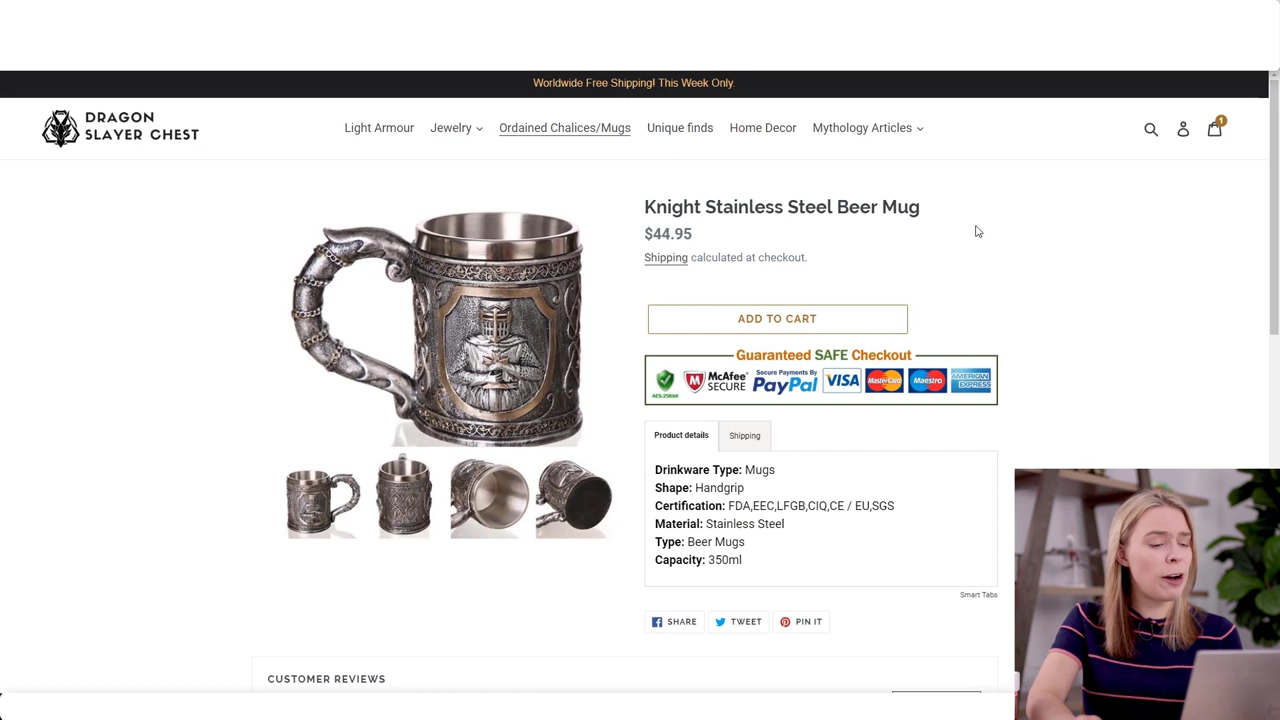 Worldwide Free Shipping! This Week Only.
DRAGON
SLAYER CHEST
Light Armour Jewelry Ordained Chalices/Mugs Unique finds Home Decor Mythology Articles
1
Knight Stainless Steel Beer Mug
$44.95
Shipping calculated at checkout.
ADD TO CART
Guaranteed SAFE Checkout
AES-256bit McAfee SECURE Secure Payments By PayPal VISA MasterCard Maestro AMERICAN EXPRESS
Product details Shipping
Drinkware Type: Mugs
Shape: Handgrip
Certification: FDA,EEC,LFGB,CIQ,CE / EU,SGS
Material: Stainless Steel
Type: Beer Mugs
Capacity: 350ml
Smart Tabs
SHARE TWEET PIN IT
CUSTOMER REVIEWS